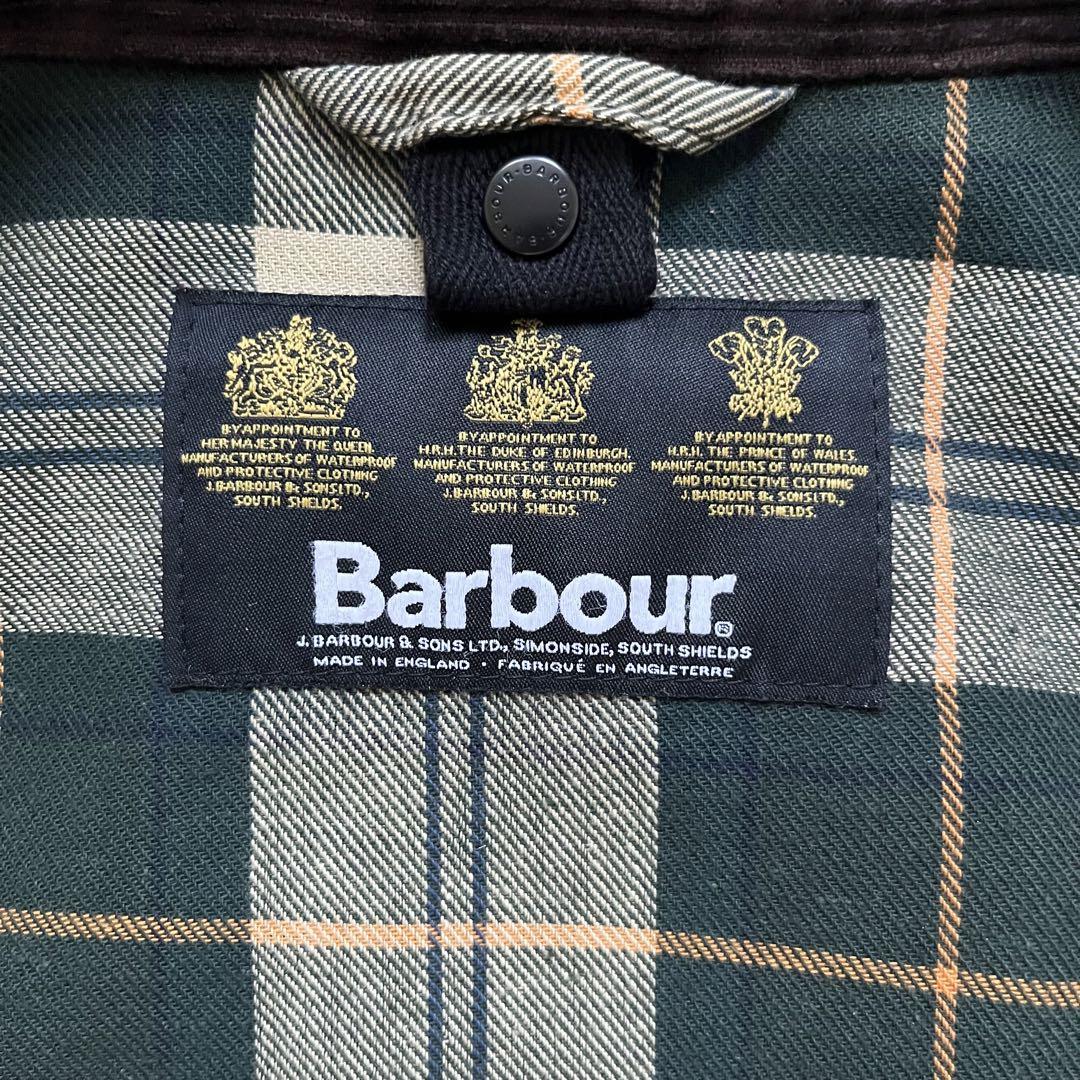 BARBOUR-BARBOUR-
BY APPOINTMENT TO
HER MAJESTY THE QUEEN.
MANUFACTURERS OF WATERPROOF
AND PROTECTIVE CLOTHING
J.BARBOUR & SONS LTD.,
SOUTH SHIELDS.
BY APPOINTMENT TO
H.R.H. THE DUKE OF EDINBURGH.
MANUFACTURERS OF WATERPROOF
AND PROTECTIVE CLOTHING
J.BARBOUR & SONS LTD.,
SOUTH SHIELDS.
BY APPOINTMENT TO
H.R.H. THE PRINCE OF WALES.
MANUFACTURERS OF WATERPROOF
AND PROTECTIVE CLOTHING
J.BARBOUR & SONS LTD.,
SOUTH SHIELDS.
Barbour®
J. BARBOUR & SONS LTD., SIMONSIDE, SOUTH SHIELDS
MADE IN ENGLAND · FABRIQUÉ EN ANGLETERRE